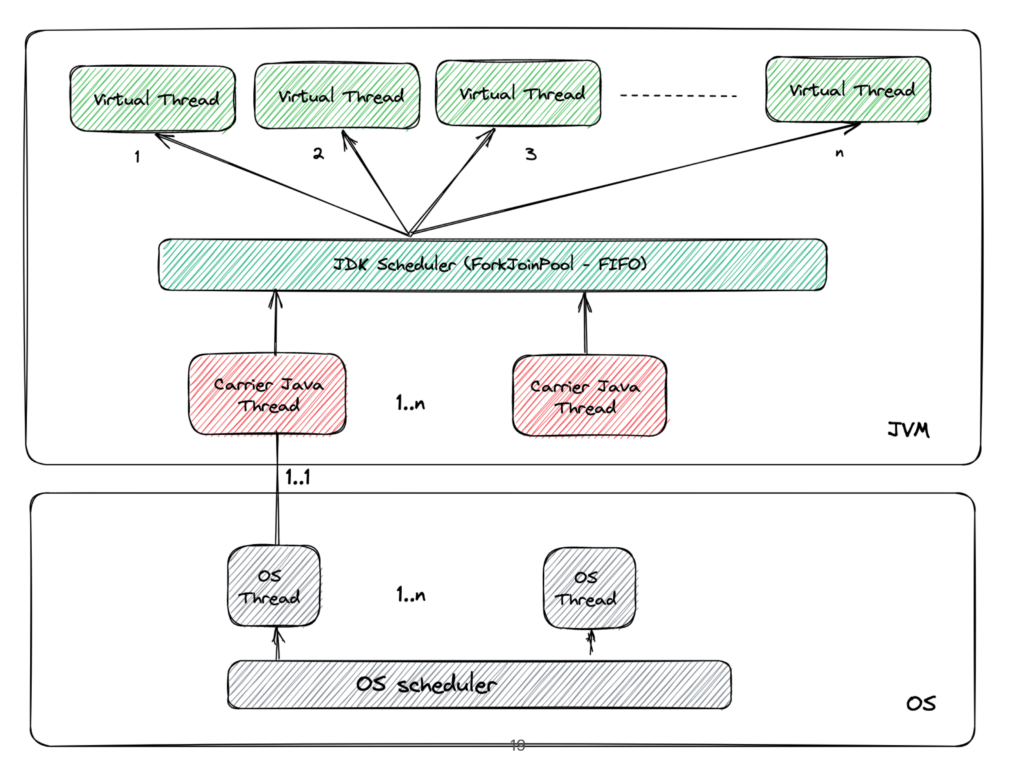 Virtual Thread
Virtual Thread
Virtual Thread
Virtual Thread
1
2
3
n
JDK Scheduler (ForkJoinPool - FIFO)
Carrier Java
Thread
1..n
Carrier Java
Thread
JVM
1..1
OS
Thread
1..n
OS
Thread
OS scheduler
OS